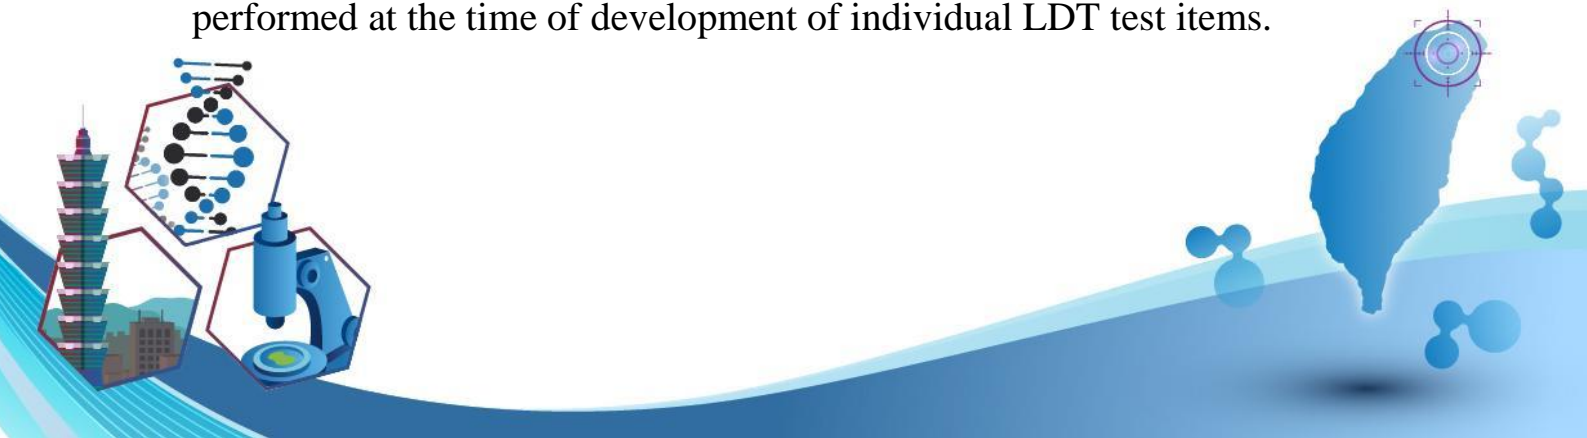 performed at the time of development of individual LDT test items.